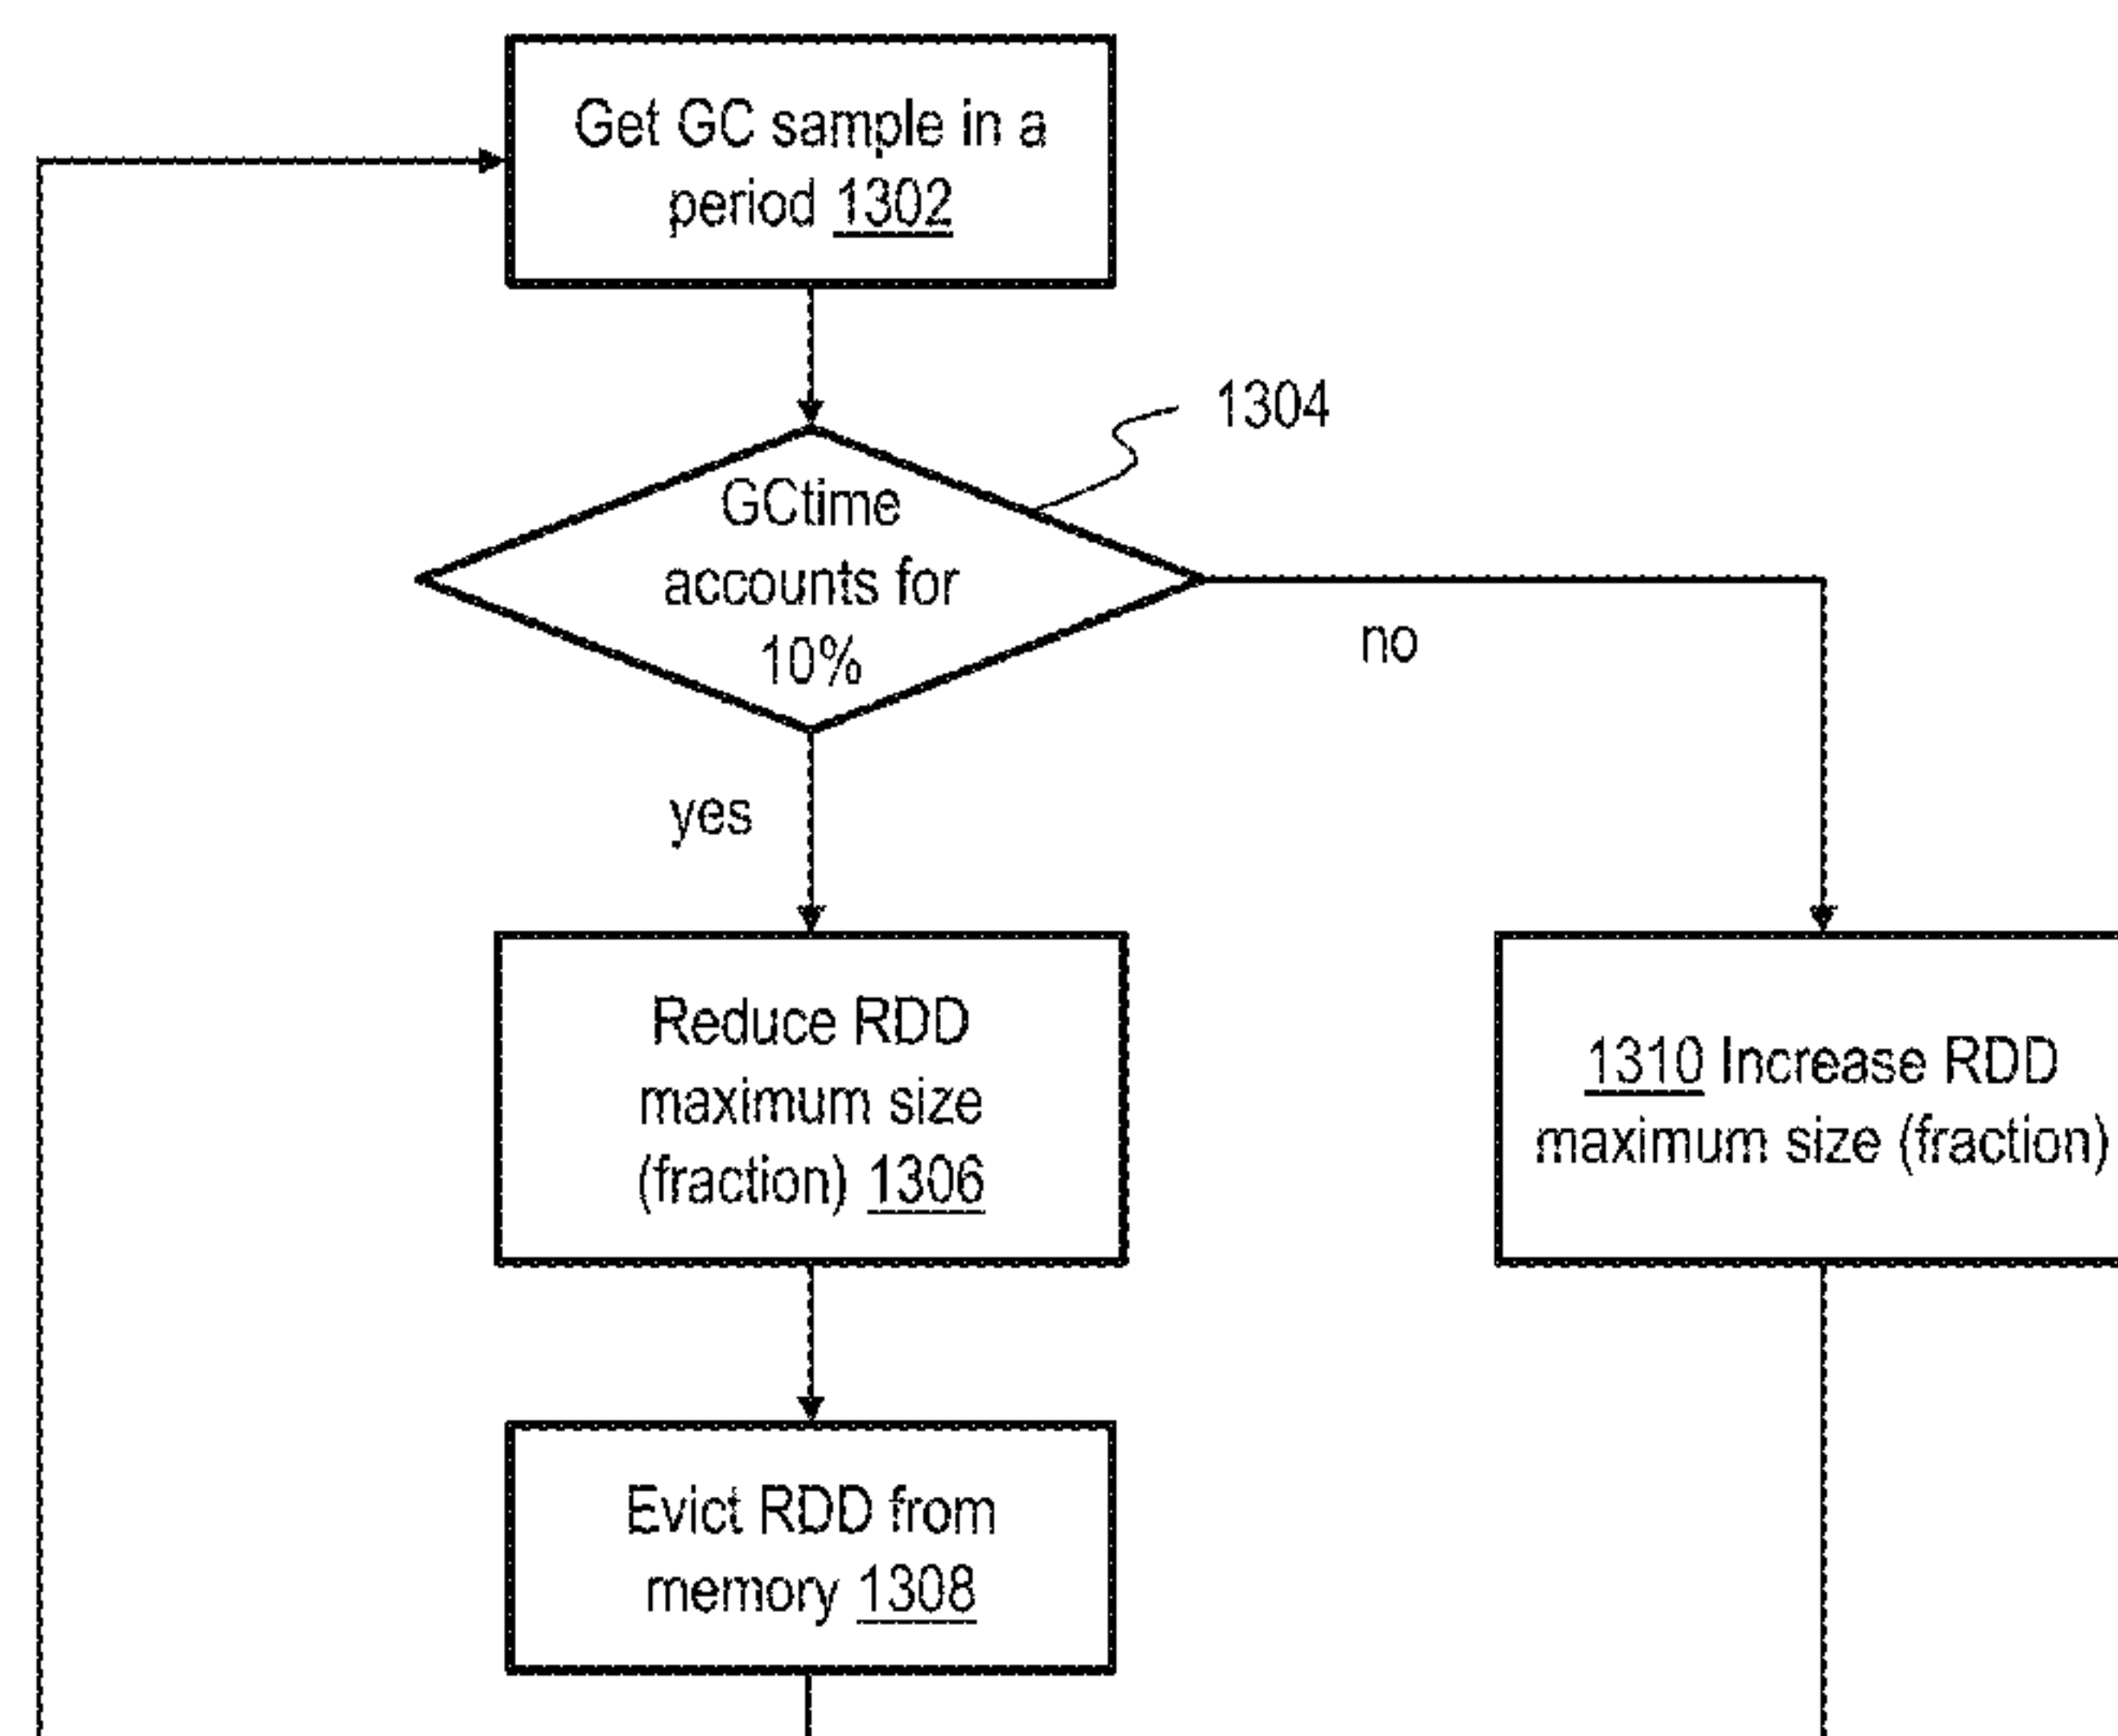 Get GC sample in a
period 1302
1304
GCtime
accounts for
10%
no
yes
Reduce RDD
maximum size
(fraction) 1306
1310 Increase RDD
maximum size (fraction)
Evict RDD from
memory 1308